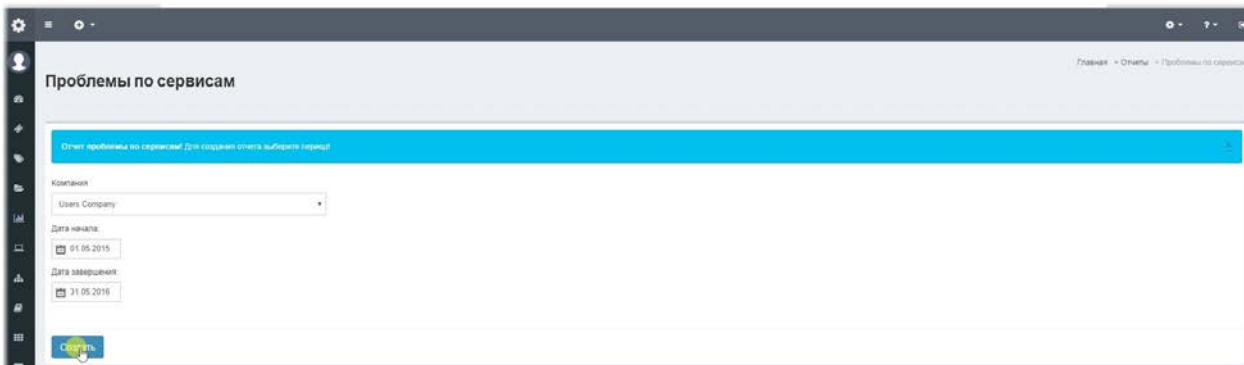 ?
Главная > Отчеты > Проблемы по сервисам
Проблемы по сервисам
Отчет проблемы по сервисам! Для создания отчета выберите период!
Компания
Users Company
Дата начала:
01.05.2015
Дата завершения:
31.05.2016
Создать